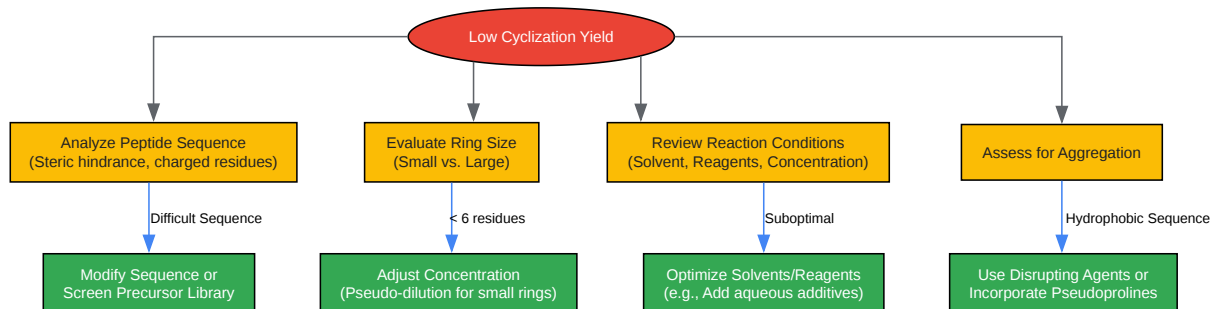 Low Cyclization Yield
Analyze Peptide Sequence
(Steric hindrance, charged residues)
Evaluate Ring Size
(Small vs. Large)
Review Reaction Conditions
(Solvent, Reagents, Concentration)
Assess for Aggregation
Difficult Sequence
< 6 residues
Suboptimal
Hydrophobic Sequence
Modify Sequence or
Screen Precursor Library
Adjust Concentration
(Pseudo-dilution for small rings)
Optimize Solvents/Reagents
(e.g., Add aqueous additives)
Use Disrupting Agents or
Incorporate Pseudoprolines